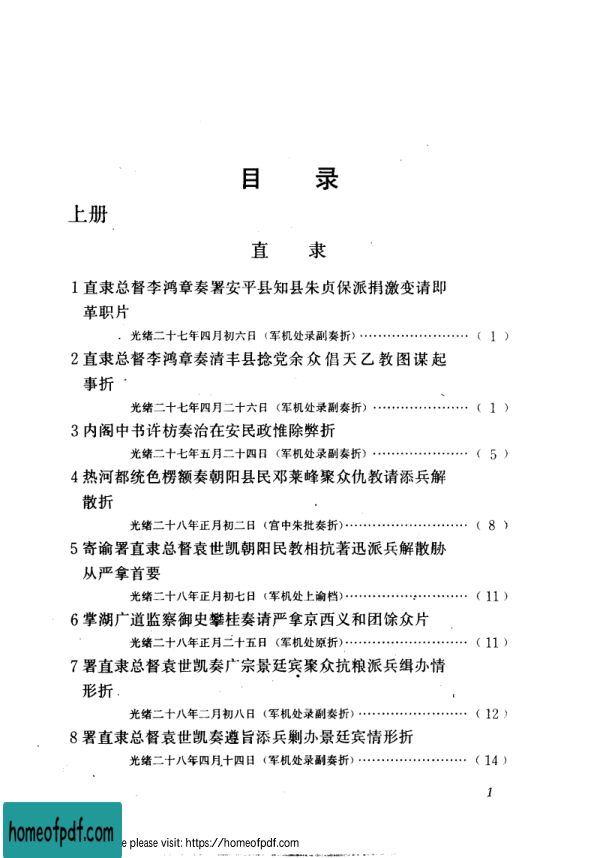 目 录
上册
直 隶
1 直隶总督李鸿章奏署安平县知县朱贞保派捐激变请即
革职片
光绪二十七年四月初六日（军机处录副奏折）……………………（ 1 ）
2 直隶总督李鸿章奏清丰县捻党余众倡天乙教图谋起
事折
光绪二十七年四月二十六日（军机处录副奏折）…………………（ 1 ）
3 内阁中书许枋奏治在安民政惟除弊折
光绪二十七年五月二十四日（军机处录副奏折）…………………（ 5 ）
4 热河都统色楞额奏朝阳县民邓莱峰聚众仇教请添兵解
散折
光绪二十八年正月初二日（宫中朱批奏折）………………………（ 8 ）
5 寄谕署直隶总督袁世凯朝阳民教相抗著迅派兵解散胁
从严拿首要
光绪二十八年正月初七日（军机处上谕档）………………………（ 11 ）
6 掌湖广道监察御史攀桂奏请严拿京西义和团馀众片
光绪二十八年正月二十五日（军机处原折）………………………（ 11 ）
7 署直隶总督袁世凯奏广宗景廷宾聚众抗粮派兵缉办情
形折
光绪二十八年二月初八日（军机处录副奏折）……………………（ 12 ）
8 署直隶总督袁世凯奏遵旨添兵剿办景廷宾情形折
光绪二十八年四月十四日（军机处录副奏折）……………………（ 14 ）
1
homeofpdf.com
e please visit: https://homeofpdf.com